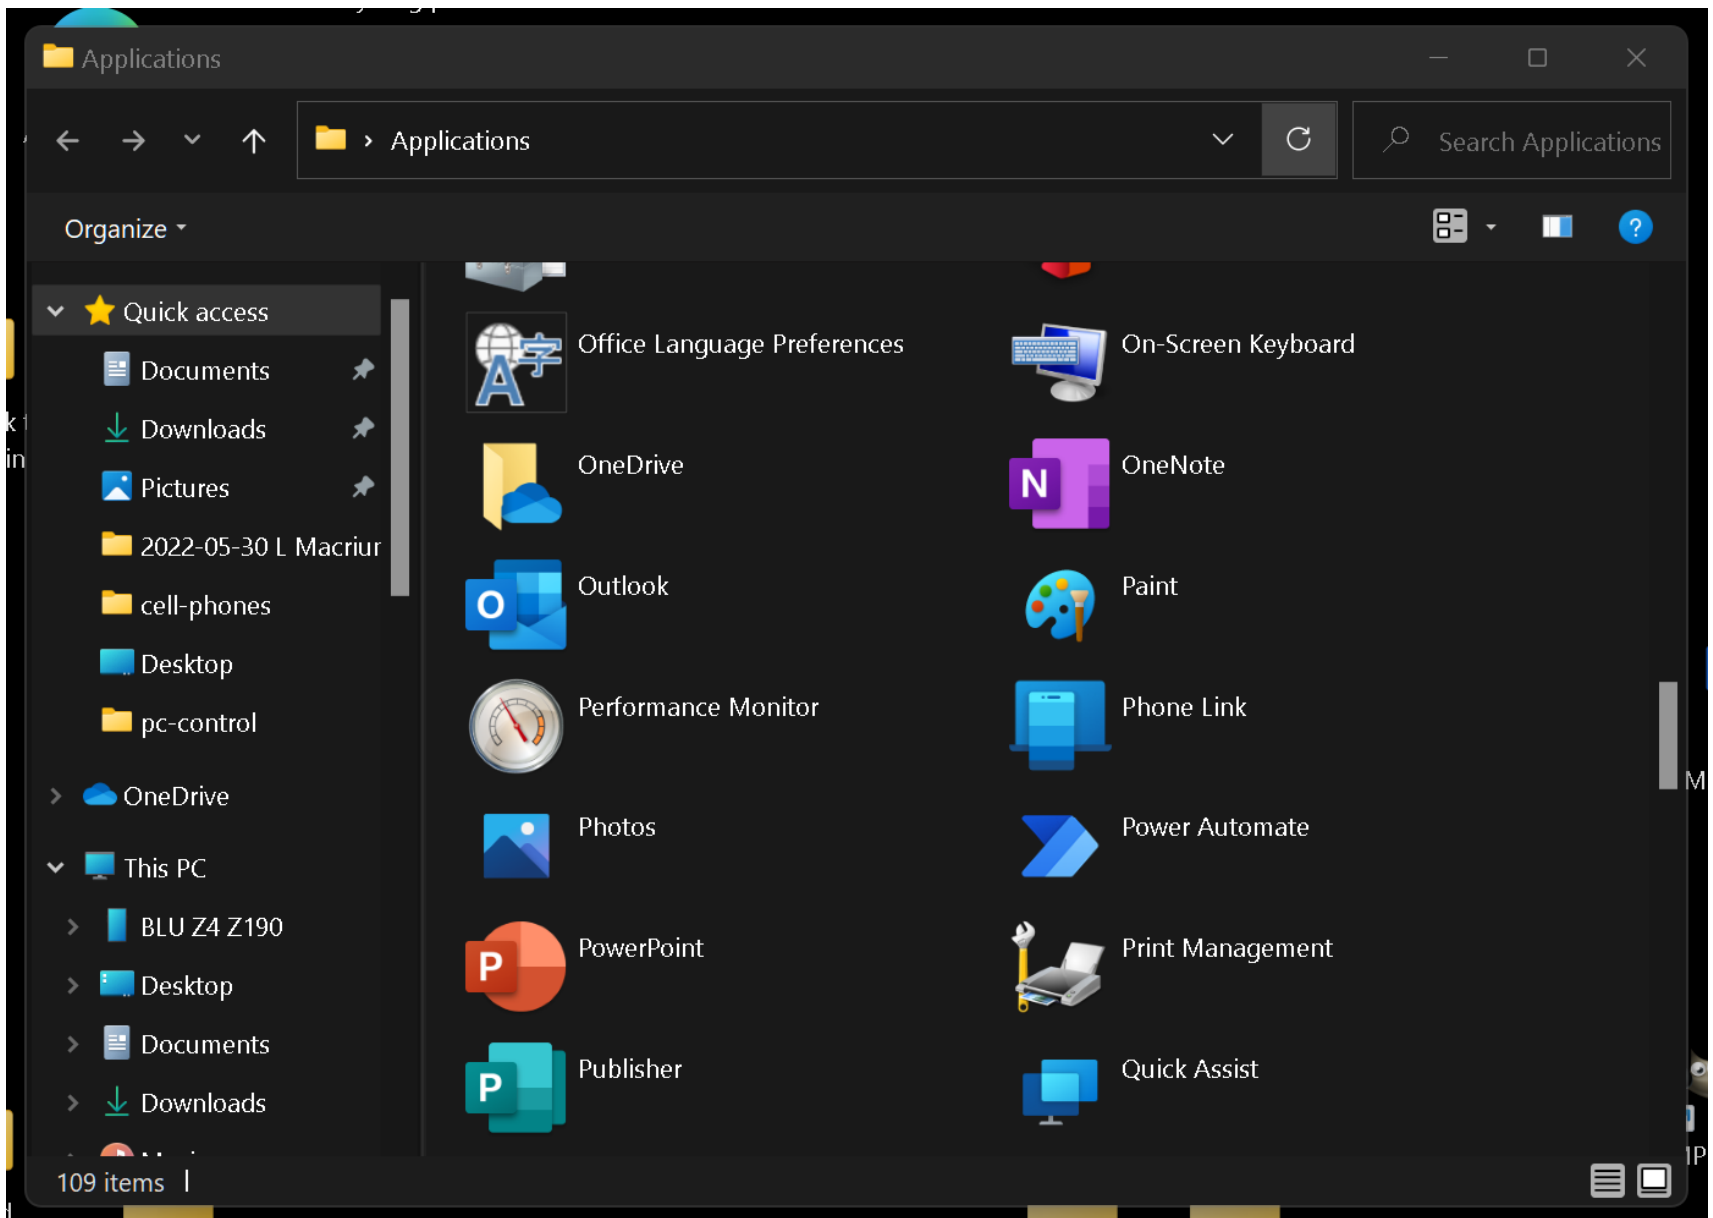 Applications
Applications
Search Applications
Organize
Quick access
Documents
Downloads
Pictures
2022-05-30 L Macriur
cell-phones
Desktop
pc-control
OneDrive
This PC
BLU Z4 Z190
Desktop
Documents
Downloads
109 items
Office Language Preferences
On-Screen Keyboard
OneDrive
OneNote
Outlook
Paint
Performance Monitor
Phone Link
Photos
Power Automate
PowerPoint
Print Management
Publisher
Quick Assist